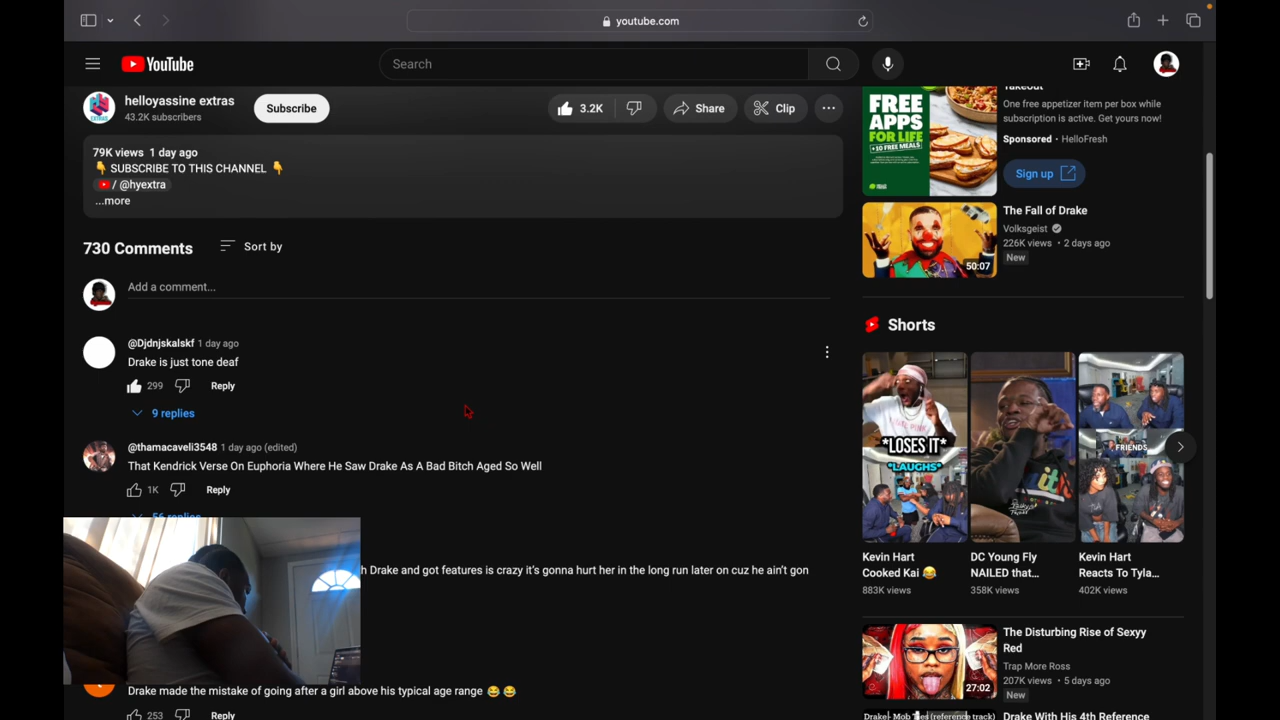 youtube.com
YouTube
Search
helloyassine extras
43.2K subscribers
Subscribe
3.2K
Share
Clip
79K views 1 day ago
👇 SUBSCRIBE TO THIS CHANNEL 👇
/ @hyextra
...more
730 Comments
Sort by
Add a comment...
@Djdnjskalskf 1 day ago
Drake is just tone deaf
299
Reply
9 replies
@thamacaveli3548 1 day ago (edited)
That Kendrick Verse On Euphoria Where He Saw Drake As A Bad Bitch Aged So Well
1K
Reply
56 replies
h Drake and got features is crazy it's gonna hurt her in the long run later on cuz he ain't gon
Drake made the mistake of going after a girl above his typical age range 😂 😂
253
Reply
FREE
APPS
FOR LIFE
+10 FREE MEALS
Takeout
One free appetizer item per box while
subscription is active. Get yours now!
Sponsored · HelloFresh
Sign up
50:07
The Fall of Drake
Volksgeist
226K views · 2 days ago
New
Shorts
*LOSES IT*
*LAUGHS*
FRIENDS
Kevin Hart
Cooked Kai 😂
883K views
DC Young Fly
NAILED that...
358K views
Kevin Hart
Reacts To Tyla...
402K views
27:02
The Disturbing Rise of Sexyy
Red
Trap More Ross
207K views · 5 days ago
New
Drake- Mob Ties (reference track)
Drake With His 4th Reference